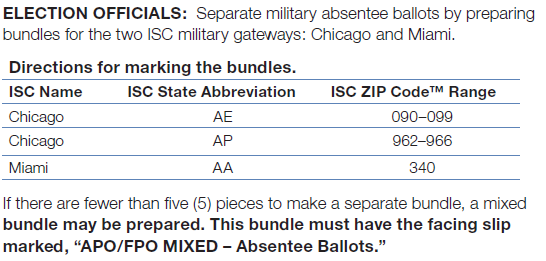 ELECTION OFFICIALS: Separate military absentee ballots by preparing
bundles for the two ISC military gateways: Chicago and Miami.
Directions for marking the bundles.
ISC Name ISC State Abbreviation ISC ZIP Code™ Range
Chicago AE 090–099
Chicago AP 962–966
Miami AA 340
If there are fewer than five (5) pieces to make a separate bundle, a mixed
bundle may be prepared. This bundle must have the facing slip
marked, “APO/FPO MIXED – Absentee Ballots.”